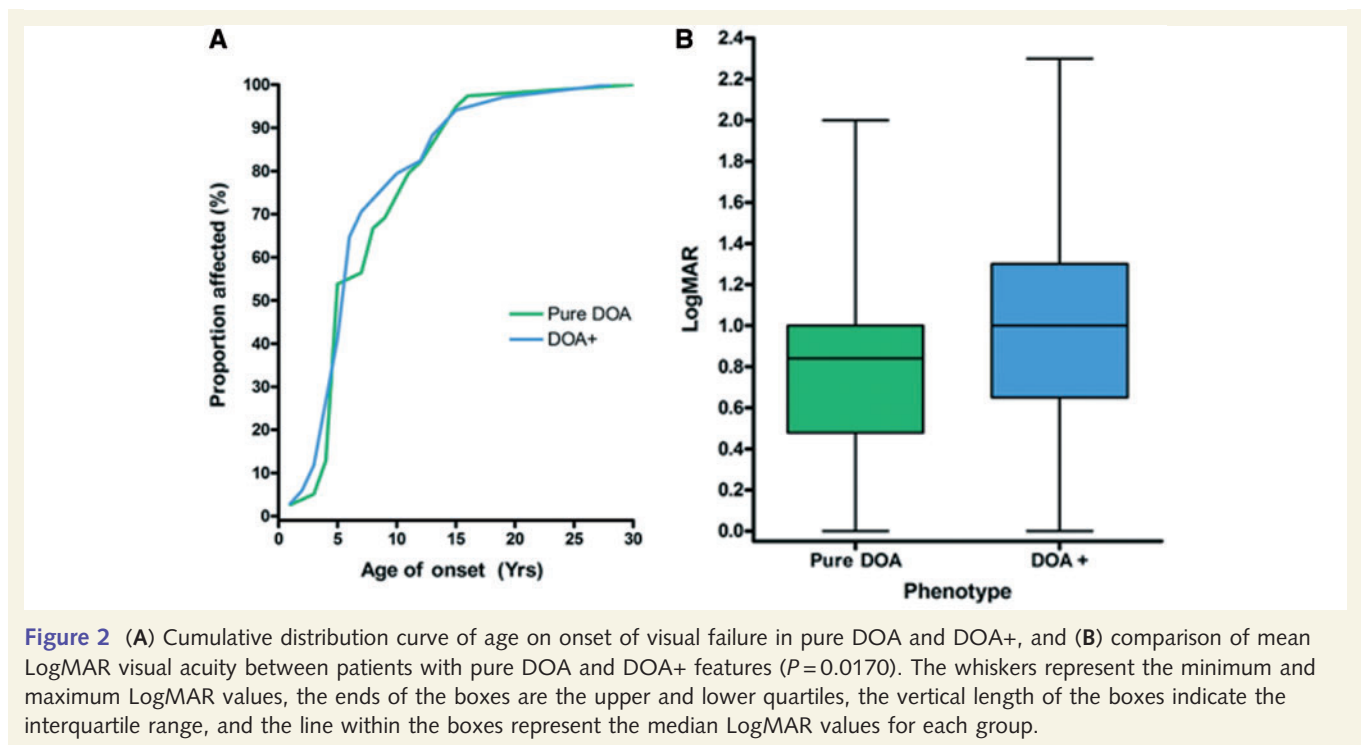 A
100
90
80
70
60
50
40
30
20
10
0
Proportion affected (%)
Pure DOA
DOA+
0 5 10 15 20 25 30
Age of onset (Yrs)
B
2.4
2.2
2.0
1.8
1.6
1.4
1.2
1.0
0.8
0.6
0.4
0.2
0.0
LogMAR
Pure DOA DOA +
Phenotype
Figure 2 (A) Cumulative distribution curve of age on onset of visual failure in pure DOA and DOA+, and (B) comparison of mean
LogMAR visual acuity between patients with pure DOA and DOA+ features (P = 0.0170). The whiskers represent the minimum and
maximum LogMAR values, the ends of the boxes are the upper and lower quartiles, the vertical length of the boxes indicate the
interquartile range, and the line within the boxes represent the median LogMAR values for each group.